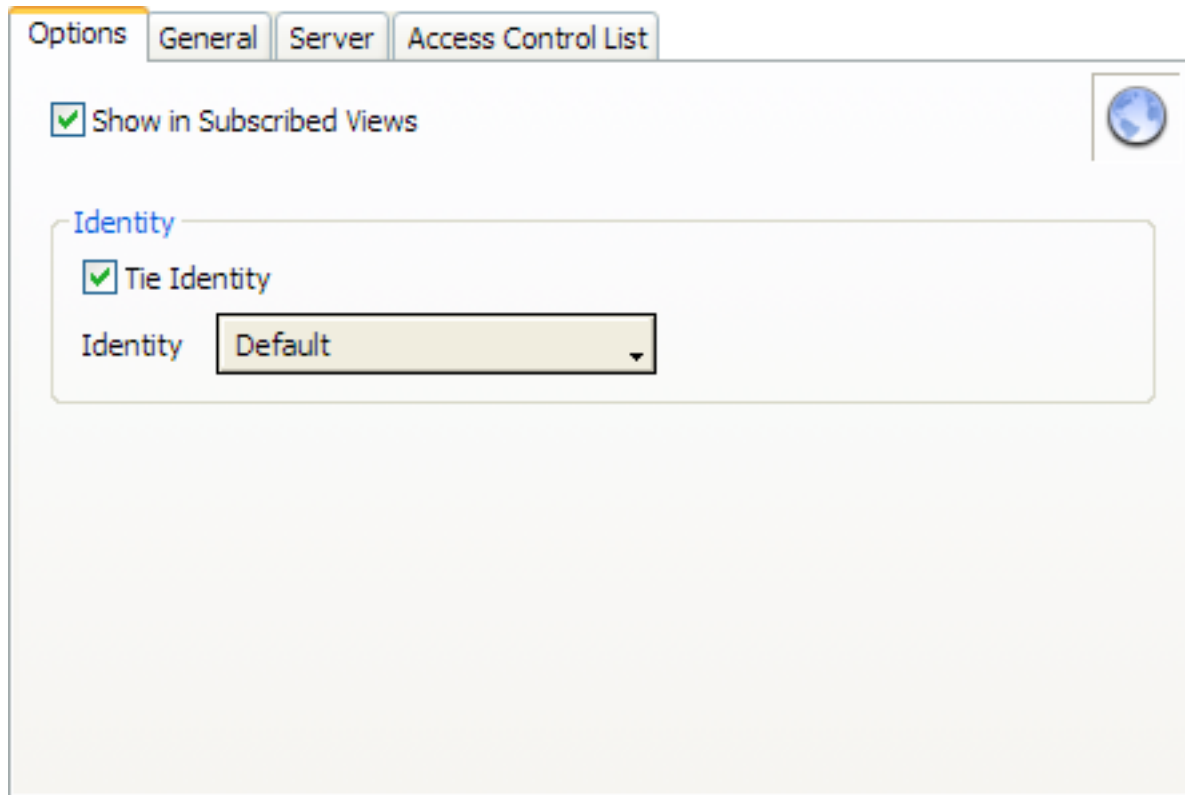 Options General Server Access Control List
Show in Subscribed Views
Identity
Tie Identity
Identity Default